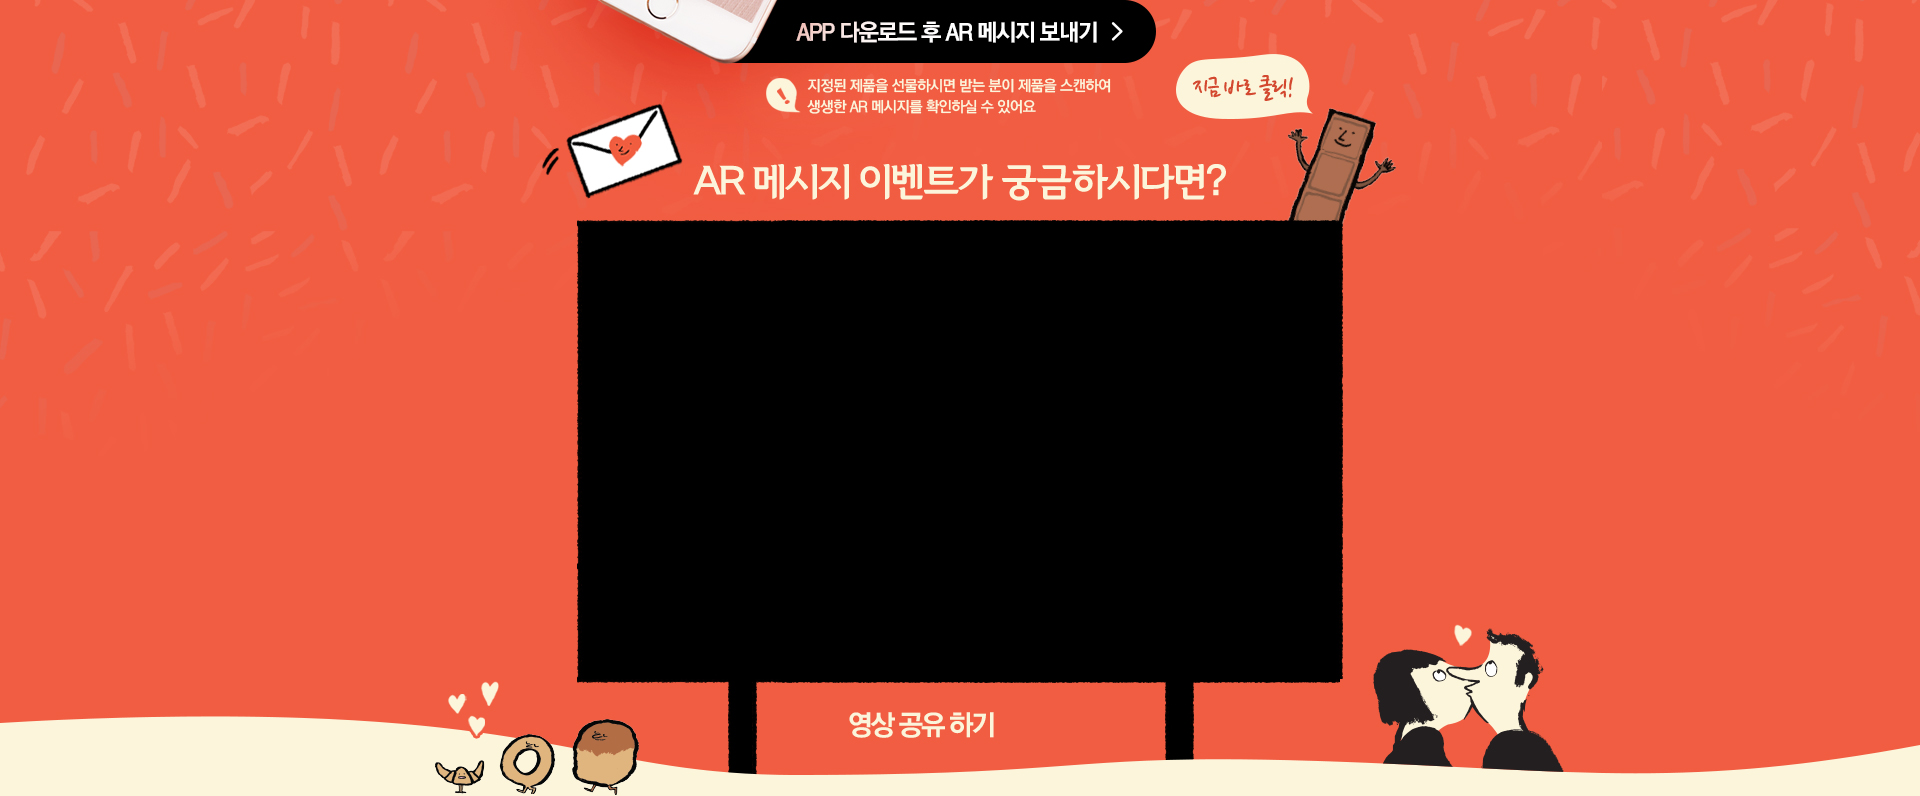 APP 다운로드 후 AR 메시지 보내기
지정된 제품을 선물하시면 받는 분이 제품을 스캔하여
생생한 AR 메시지를 확인하실 수 있어요
지금 바로 클릭!
AR 메시지 이벤트가 궁금하시다면?
영상 공유 하기